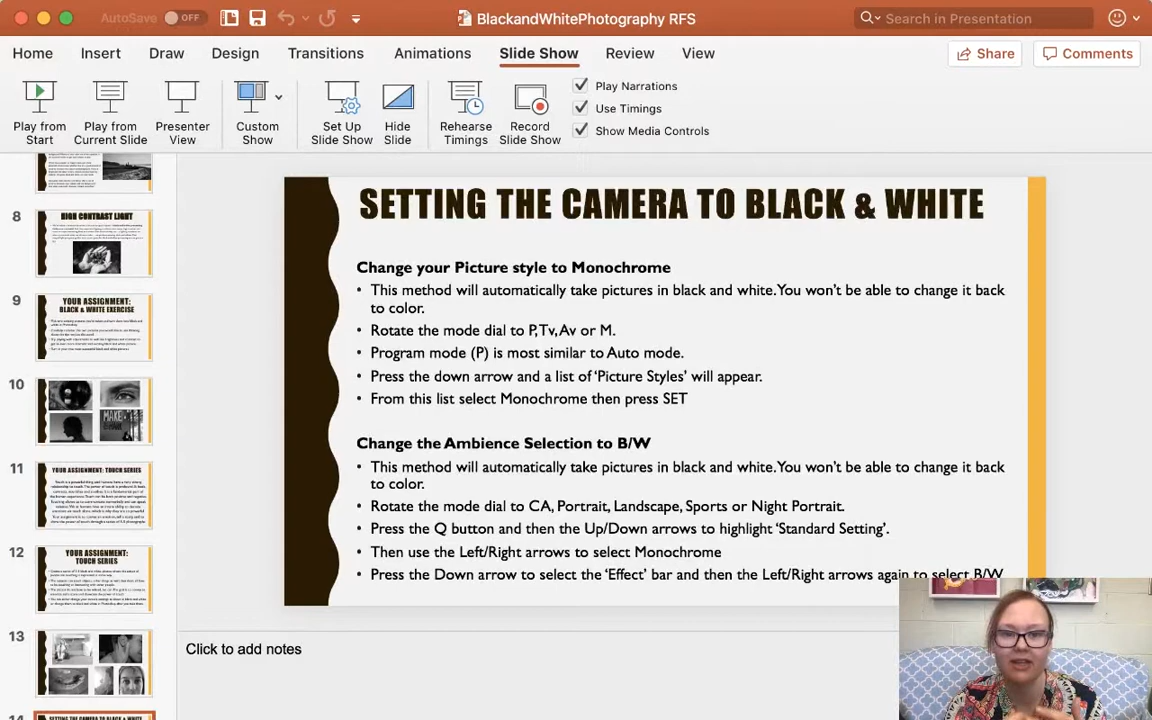 AutoSave OFF
BlackandWhitePhotography RFS
Search in Presentation
Home Insert Draw Design Transitions Animations Slide Show Review View
Share Comments
Play from Start
Play from Current Slide
Presenter View
Custom Show
Set Up Slide Show
Hide Slide
Rehearse Timings
Record Slide Show
Play Narrations
Use Timings
Show Media Controls
8
HIGH CONTRAST LIGHT
9
YOUR ASSIGNMENT:
BLACK & WHITE EXERCISE
10
11
YOUR ASSIGNMENT: TOUCH SERIES
12
YOUR ASSIGNMENT:
TOUCH SERIES
13
14
SETTING THE CAMERA TO BLACK & WHITE
SETTING THE CAMERA TO BLACK & WHITE
Change your Picture style to Monochrome
• This method will automatically take pictures in black and white. You won't be able to change it back
to color.
• Rotate the mode dial to P, Tv, Av or M.
• Program mode (P) is most similar to Auto mode.
• Press the down arrow and a list of 'Picture Styles' will appear.
• From this list select Monochrome then press SET
Change the Ambience Selection to B/W
• This method will automatically take pictures in black and white. You won't be able to change it back
to color.
• Rotate the mode dial to CA, Portrait, Landscape, Sports or Night Portrait.
• Press the Q button and then the Up/Down arrows to highlight 'Standard Setting'.
• Then use the Left/Right arrows to select Monochrome
• Press the Down arrow to select the 'Effect' bar and then the Left/Right arrows again to select B/W
Click to add notes